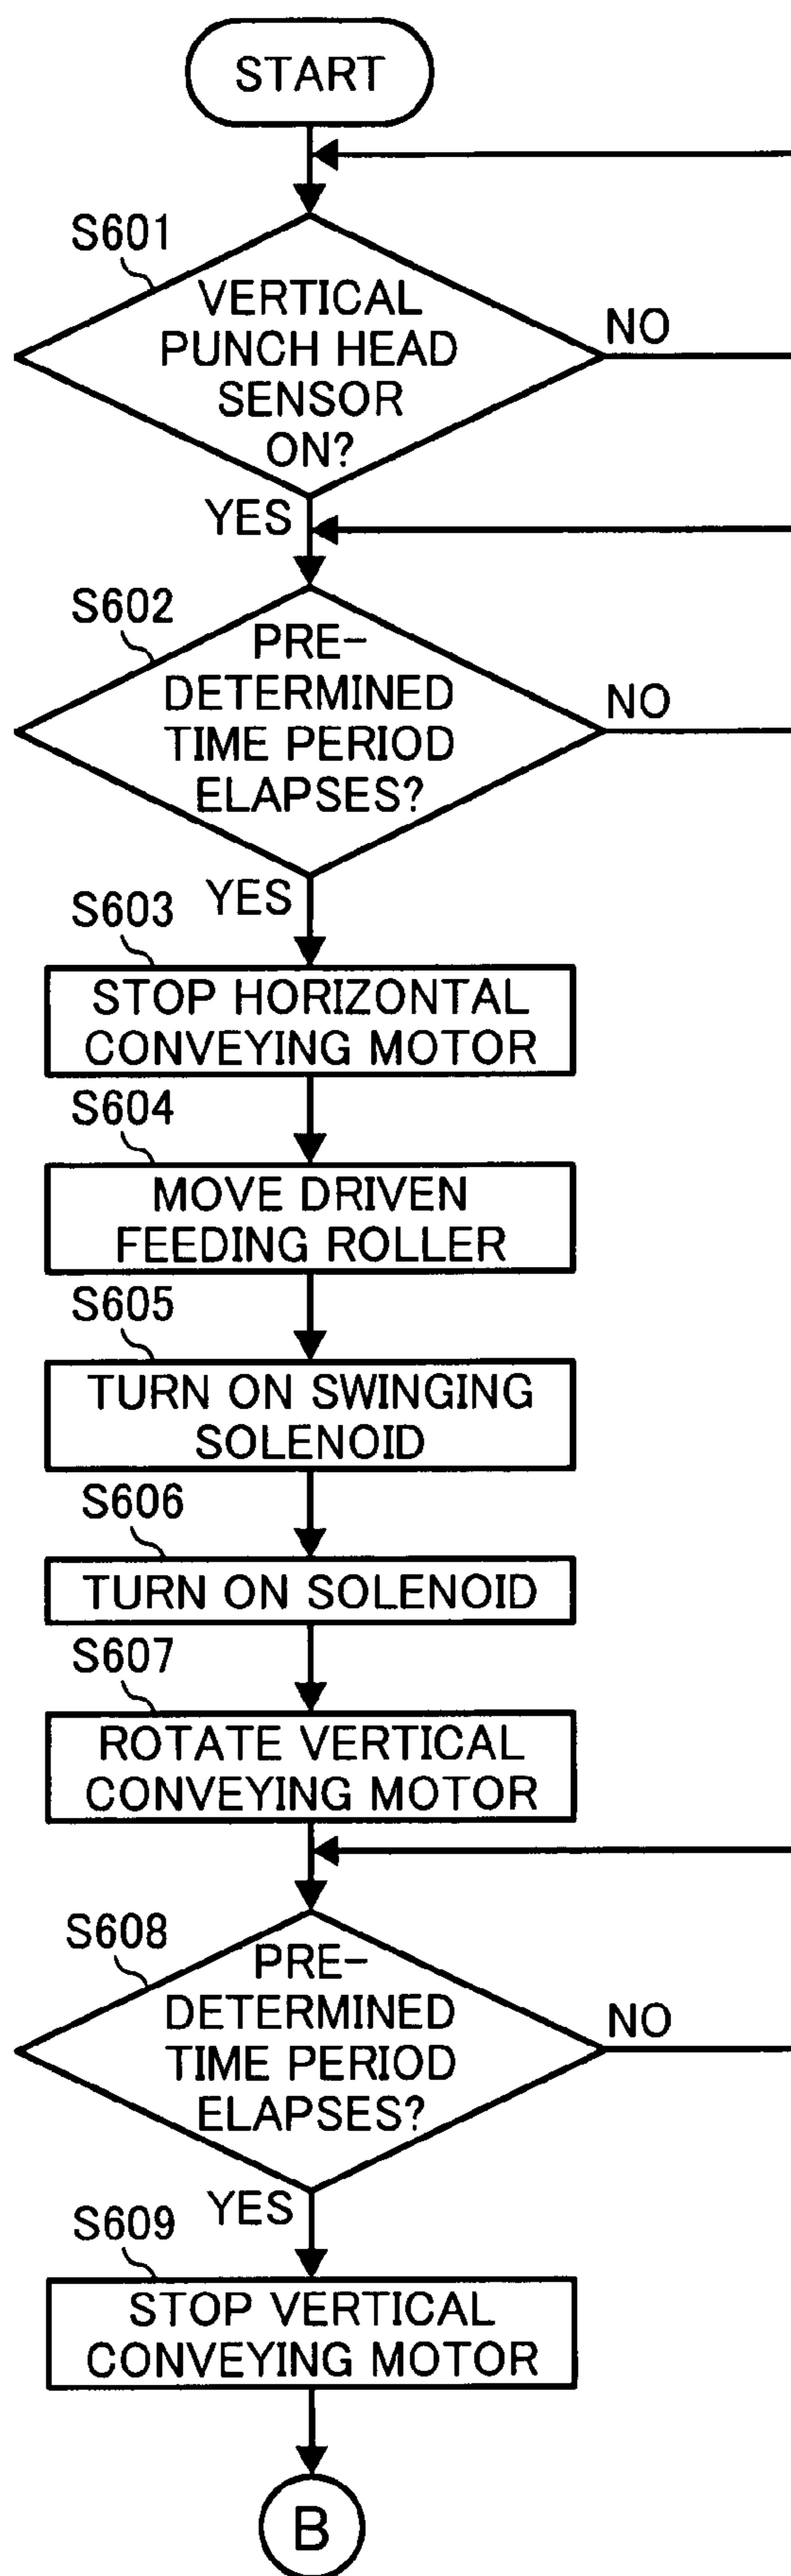 START
S601
VERTICAL
PUNCH HEAD
SENSOR
ON?
NO
YES
S602
PRE-
DETERMINED
TIME PERIOD
ELAPSES?
NO
YES
S603
STOP HORIZONTAL
CONVEYING MOTOR
S604
MOVE DRIVEN
FEEDING ROLLER
S605
TURN ON SWINGING
SOLENOID
S606
TURN ON SOLENOID
S607
ROTATE VERTICAL
CONVEYING MOTOR
S608
PRE-
DETERMINED
TIME PERIOD
ELAPSES?
NO
YES
S609
STOP VERTICAL
CONVEYING MOTOR
B